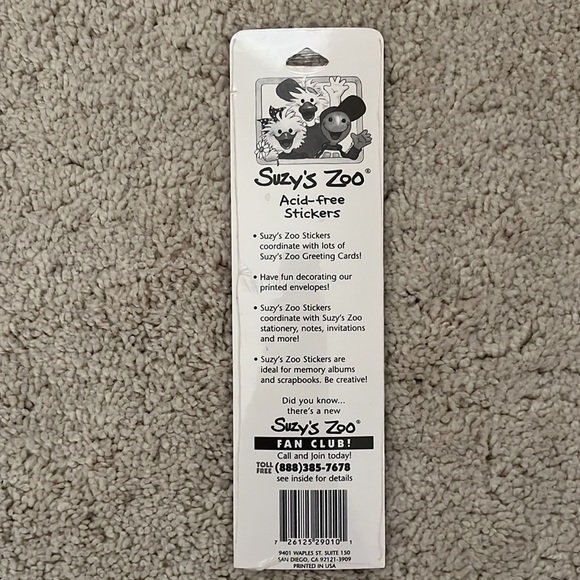 Suzy's Zoo®
Acid-free
Stickers
• Suzy's Zoo Stickers
coordinate with lots of
Suzy's Zoo Greeting Cards!
• Have fun decorating our
printed envelopes!
• Suzy's Zoo Stickers
coordinate with Suzy's Zoo
stationery, notes, invitations
and more!
• Suzy's Zoo Stickers are
ideal for memory albums
and scrapbooks. Be creative!
Did you know...
there's a new
Suzy's Zoo®
FAN CLUB!
Call and Join today!
TOLL FREE (888)385-7678
see inside for details
7 26125 29010 1
9401 WAPLES ST. SUITE 150
SAN DIEGO, CA 92121-3909
PRINTED IN USA